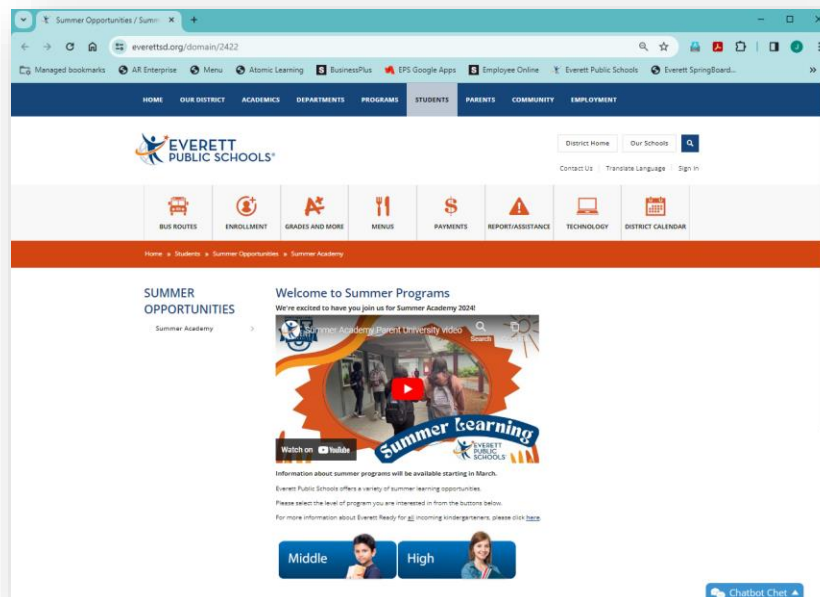 Summer Opportunities / Summ
everettsd.org/domain/2422
Managed bookmarks AR Enterprise Menu Atomic Learning BusinessPlus EPS Google Apps Employee Online Everett Public Schools Everett SpringBoard...
HOME OUR DISTRICT ACADEMICS DEPARTMENTS PROGRAMS STUDENTS PARENTS COMMUNITY EMPLOYMENT
EVERETT
PUBLIC SCHOOLS
District Home Our Schools
Contact Us Translate Language Sign In
BUS ROUTES ENROLLMENT GRADES AND MORE MENUS PAYMENTS REPORT/ASSISTANCE TECHNOLOGY DISTRICT CALENDAR
Home » Students » Summer Opportunities » Summer Academy
SUMMER
OPPORTUNITIES
Summer Academy
Welcome to Summer Programs
We're excited to have you join us for Summer Academy 2024!
Summer Academy Parent University video
Search
Summer Learning
EVERETT
PUBLIC
SCHOOLS
Watch on YouTube
Information about summer programs will be available starting in March.
Everett Public Schools offers a variety of summer learning opportunities.
Please select the level of program you are interested in from the buttons below.
For more information about Everett Ready for all incoming kindergarteners, please click here
Middle High
Chatbot Chet